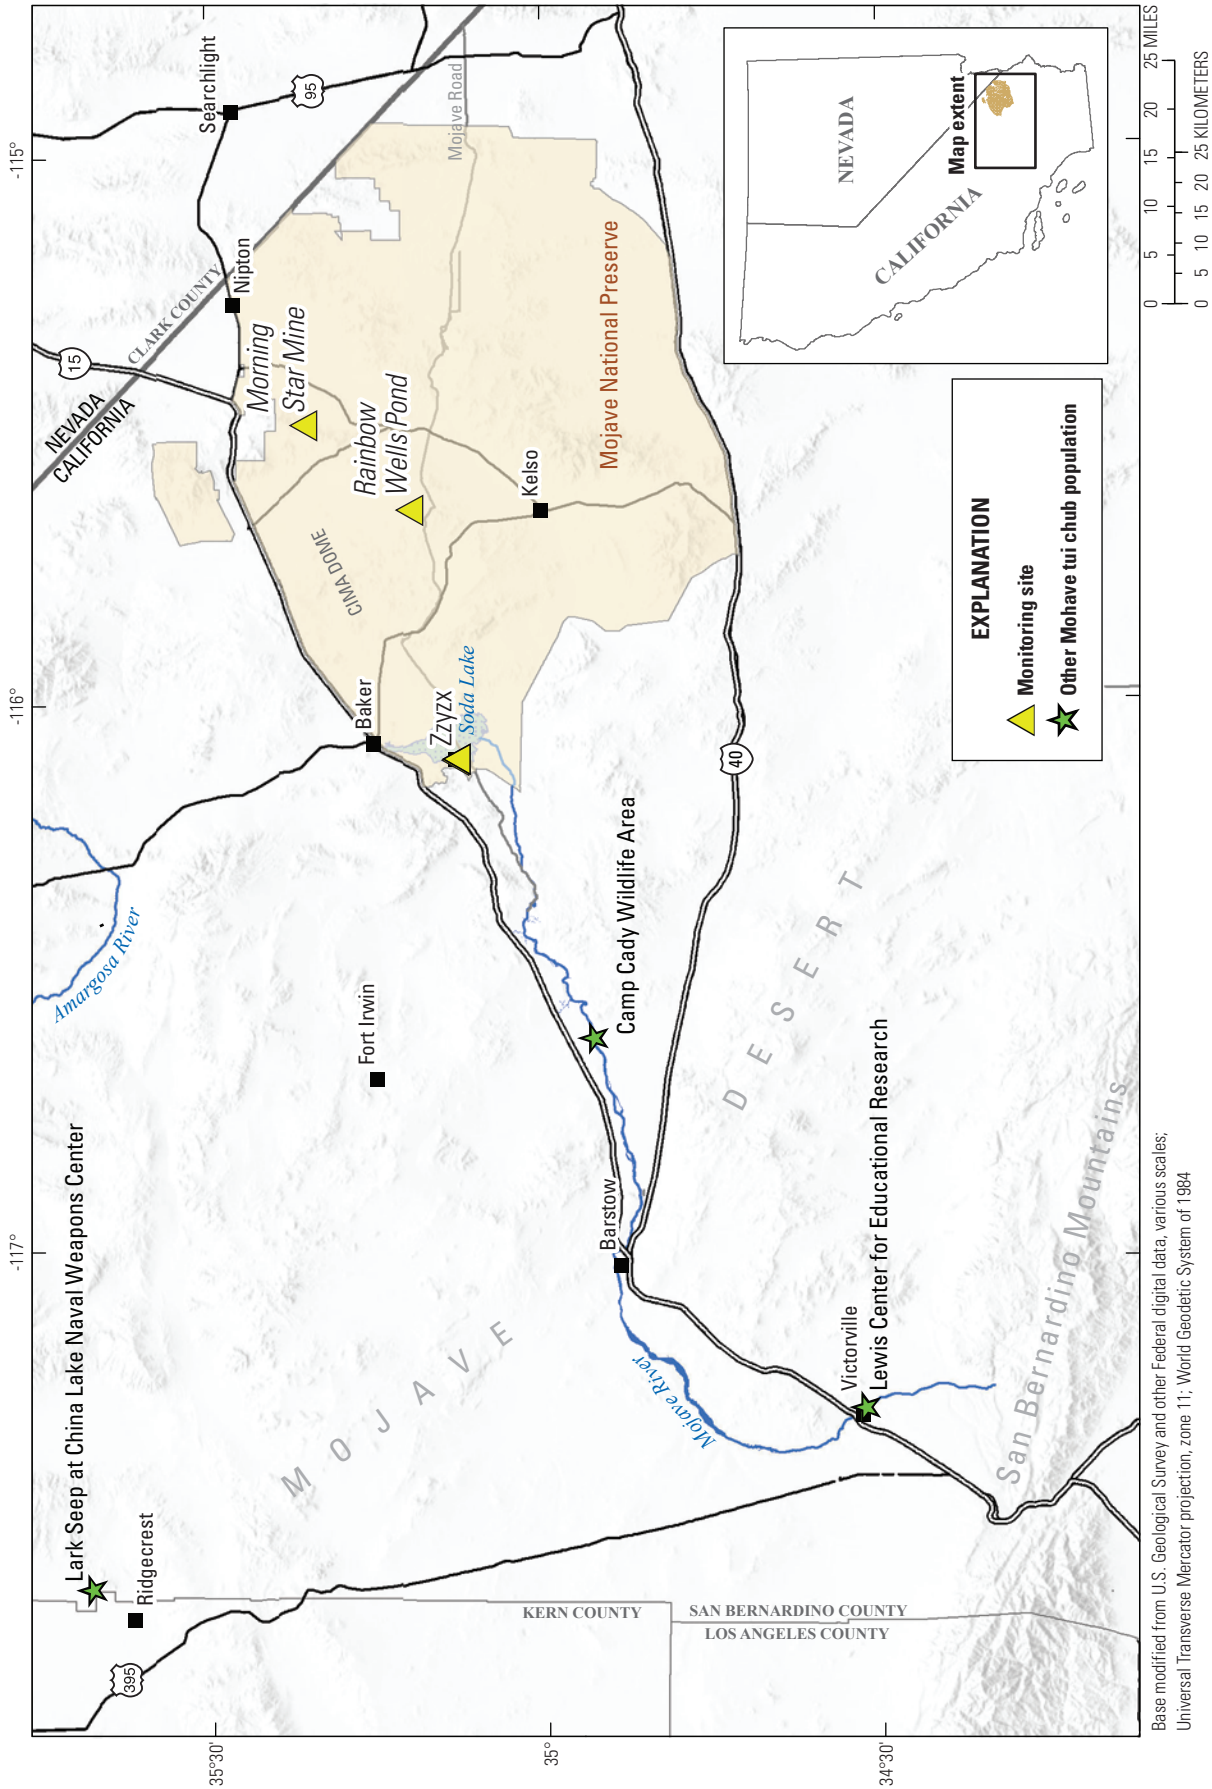 -117°
-116°
-115°
35°30'
35°
34°30'
Lark Seep at China Lake Naval Weapons Center
Ridgecrest
395
Amargosa River
Fort Irwin
M O J A V E
D E S E R T
NEVADA
CALIFORNIA
CLARK COUNTY
15
Searchlight
95
Nipton
Morning
Star Mine
Rainbow
Wells Pond
CIMA DOME
Mojave Road
Baker
Zzyzx
Soda Lake
Kelso
Mojave National Preserve
Camp Cady Wildlife Area
Barstow
40
Mojave River
Victorville
Lewis Center for Educational Research
San Bernardino Mountains
KERN COUNTY
SAN BERNARDINO COUNTY
LOS ANGELES COUNTY
EXPLANATION
Monitoring site
Other Mohave tui chub population
NEVADA
CALIFORNIA
Map extent
0 5 10 15 20 25 MILES
0 5 10 15 20 25 KILOMETERS
Base modified from U.S. Geological Survey and other Federal digital data, various scales;
Universal Transverse Mercator projection, zone 11; World Geodetic System of 1984